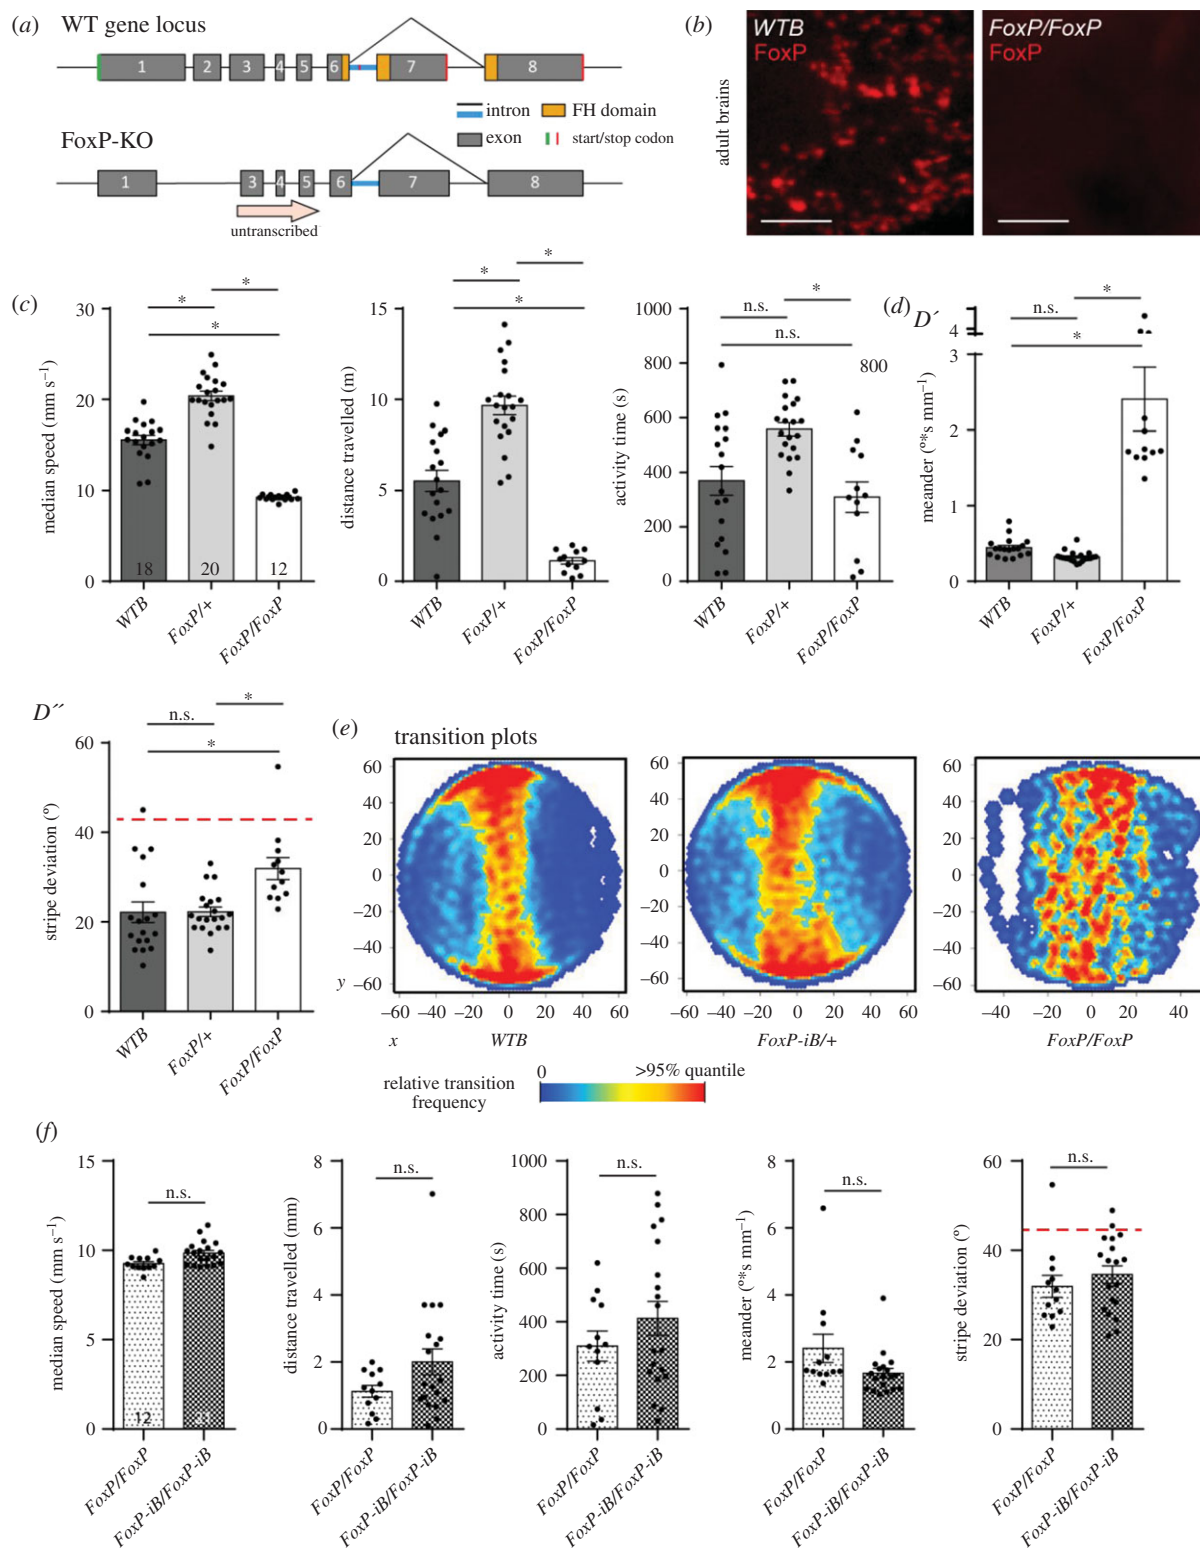 (a) WT gene locus
1 2 3 4 5 6 7 8
intron FH domain
exon start/stop codon
FoxP-KO
1 3 4 5 6 7 8
untranscribed
(b)
WTB
FoxP
FoxP/FoxP
FoxP
adult brains
(c)
median speed (mm s⁻¹)
30
20
10
0
* * *
18 20 12
WTB FoxP/+ FoxP/FoxP
distance travelled (m)
15
10
5
0
* * *
WTB FoxP/+ FoxP/FoxP
activity time (s)
1000
800
600
400
200
0
n.s. * n.s.
800
WTB FoxP/+ FoxP/FoxP
(d) D′
meander (°*s mm⁻¹)
4
3
2
1
0
n.s. * *
WTB FoxP/+ FoxP/FoxP
D″
stripe deviation (°)
60
40
20
0
n.s. * *
WTB FoxP/+ FoxP/FoxP
(e) transition plots
60
40
20
0
−20
−40
−60
y
−60 −40 −20 0 20 40 60
x WTB
60
40
20
0
−20
−40
−60
−60 −40 −20 0 20 40 60
FoxP-iB/+
60
40
20
0
−20
−40
−60
−40 −20 0 20 40
FoxP/FoxP
relative transition
frequency
0 >95% quantile
(f)
median speed (mm s⁻¹)
15
10
5
0
n.s.
12 21
FoxP/FoxP FoxP-iB/FoxP-iB
distance travelled (mm)
8
6
4
2
0
n.s.
FoxP/FoxP FoxP-iB/FoxP-iB
activity time (s)
1000
800
600
400
200
0
n.s.
FoxP/FoxP FoxP-iB/FoxP-iB
meander (°*s mm⁻¹)
8
6
4
2
0
n.s.
FoxP/FoxP FoxP-iB/FoxP-iB
stripe deviation (°)
60
40
20
0
n.s.
FoxP/FoxP FoxP-iB/FoxP-iB